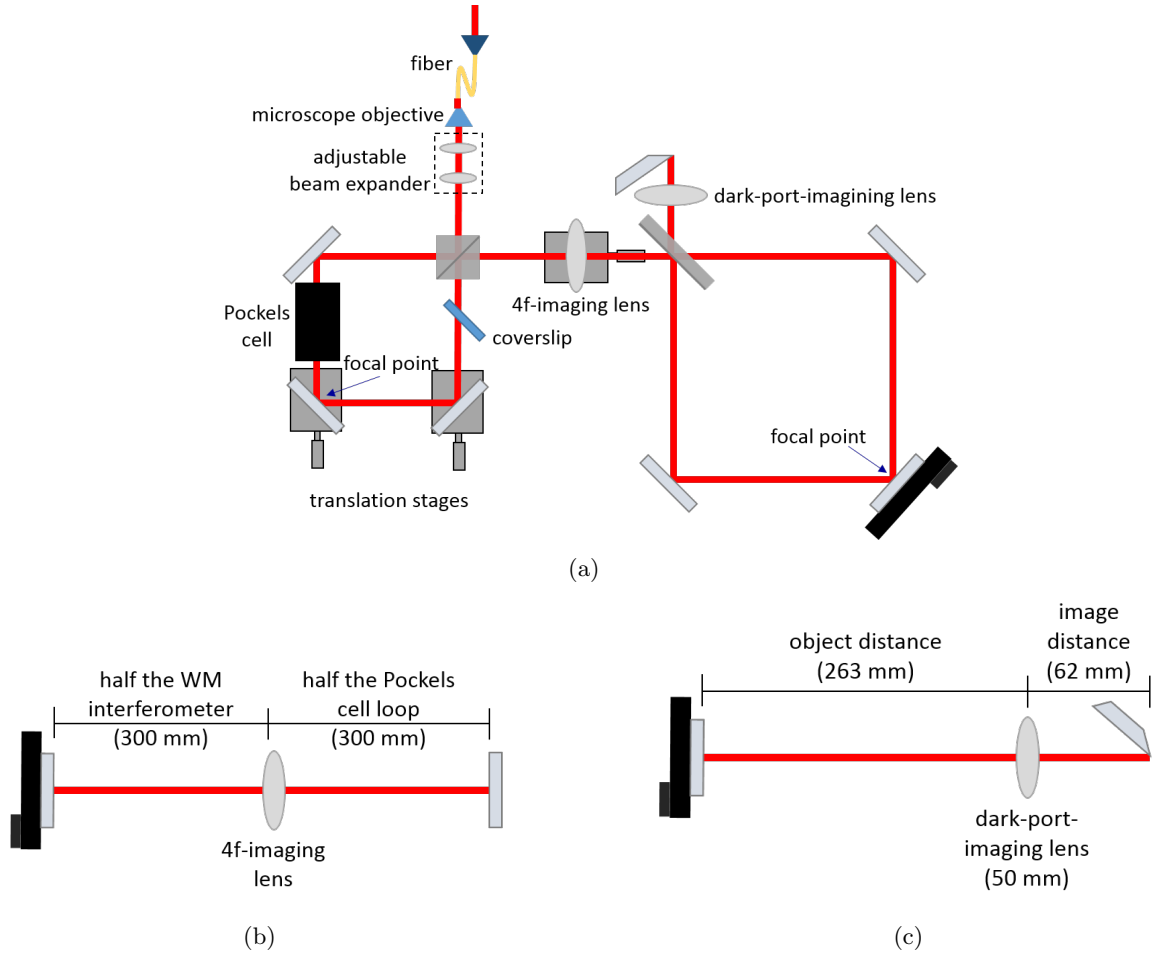 fiber
microscope objective
adjustable
beam expander
dark-port-imagining lens
4f-imaging lens
Pockels
cell
coverslip
focal point
focal point
translation stages
(a)
half the WM
interferometer
(300 mm)
half the Pockels
cell loop
(300 mm)
4f-imaging
lens
(b)
object distance
(263 mm)
image
distance
(62 mm)
dark-port-
imaging lens
(50 mm)
(c)